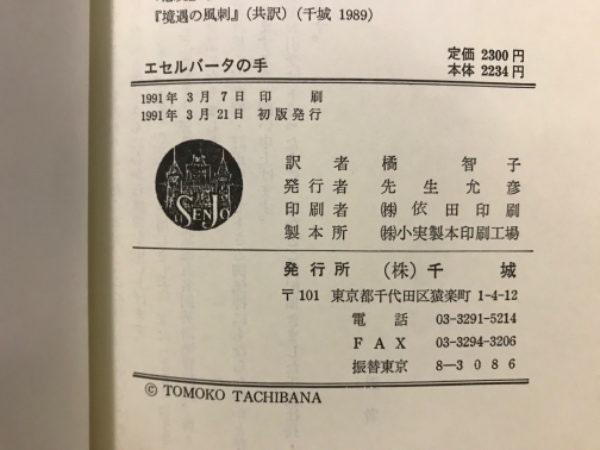 『境遇の風刺』（共訳）（千城 1989）
定価 2300円
エセルバータの手
本体 2234円
1991年 3月 7日 印 刷
1991年 3月21日 初版発行
SENJO
訳者 橘 智子
発行者 先生允彦
印刷者 ㈱依田印刷
製本所 ㈱小実製本印刷工場
発行所 （株）千 城
〒101 東京都千代田区猿楽町 1-4-12
電話 03-3291-5214
FAX 03-3294-3206
振替東京 8-3086
© TOMOKO TACHIBANA